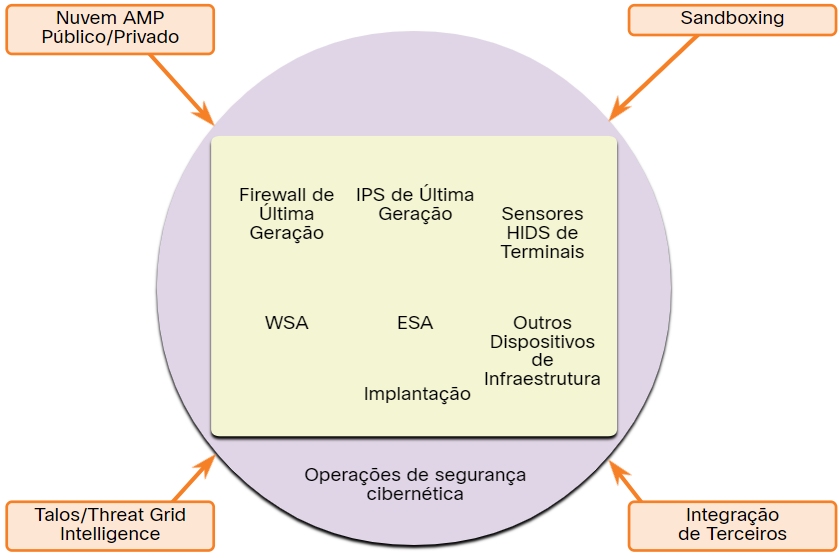 Nuvem AMP
Público/Privado
Sandboxing
Firewall de
Última
Geração
IPS de Última
Geração
Sensores
HIDS de
Terminais
WSA
ESA
Outros
Dispositivos
de
Infraestrutura
Implantação
Operações de segurança
cibernética
Talos/Threat Grid
Intelligence
Integração
de Terceiros